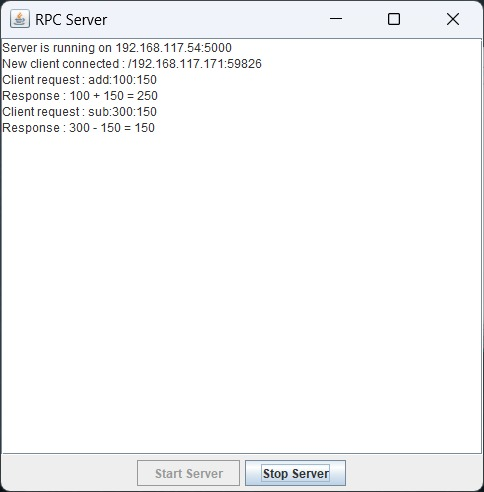 RPC Server
Server is running on 192.168.117.54:5000
New client connected : /192.168.117.171:59826
Client request : add:100:150
Response : 100 + 150 = 250
Client request : sub:300:150
Response : 300 - 150 = 150
Start Server
Stop Server